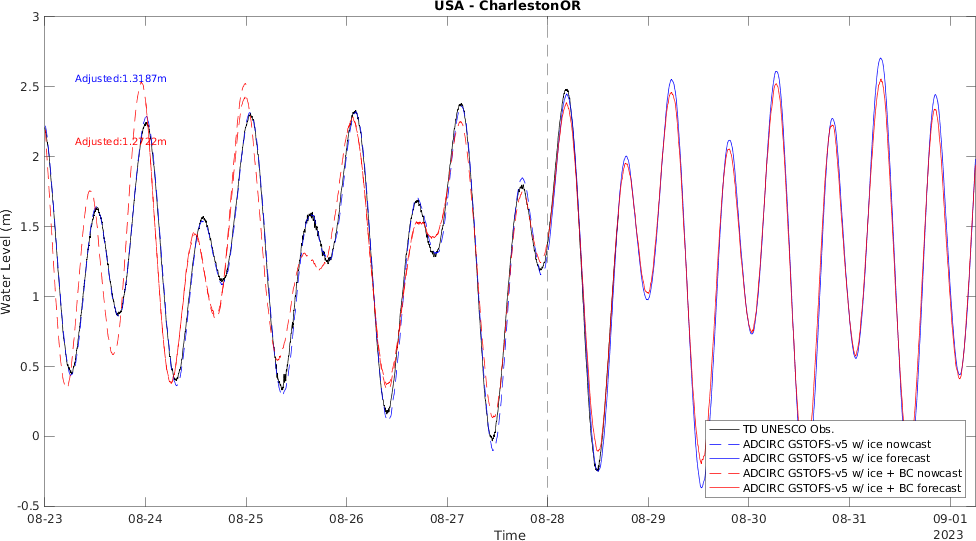 USA - CharlestonOR
3
2.5
2
1.5
1
0.5
0
-0.5
Water Level (m)
Adjusted:1.3187m
Adjusted:1.2722m
TD UNESCO Obs.
ADCIRC GSTOFS-v5 w/ ice nowcast
ADCIRC GSTOFS-v5 w/ ice forecast
ADCIRC GSTOFS-v5 w/ ice + BC nowcast
ADCIRC GSTOFS-v5 w/ ice + BC forecast
08-23 08-24 08-25 08-26 08-27 08-28 08-29 08-30 08-31 09-01
Time 2023